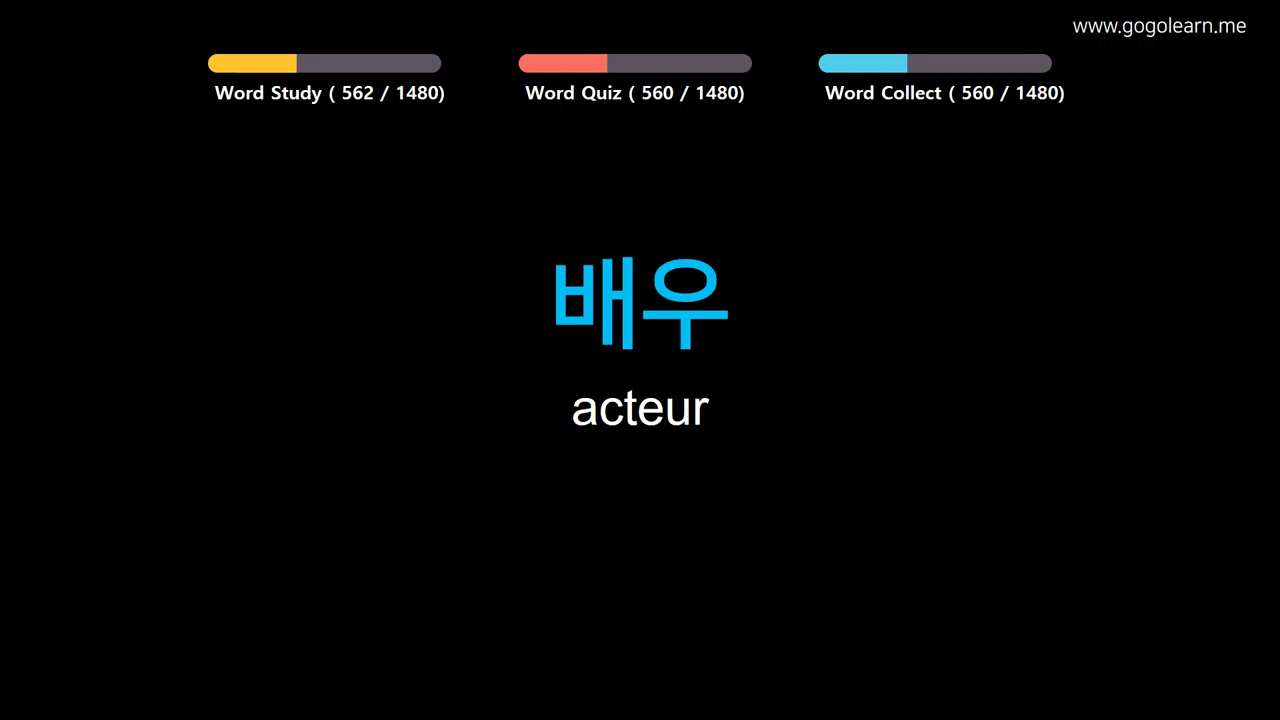 www.gogolearn.me
Word Study ( 562 / 1480)
Word Quiz ( 560 / 1480)
Word Collect ( 560 / 1480)
배우
acteur